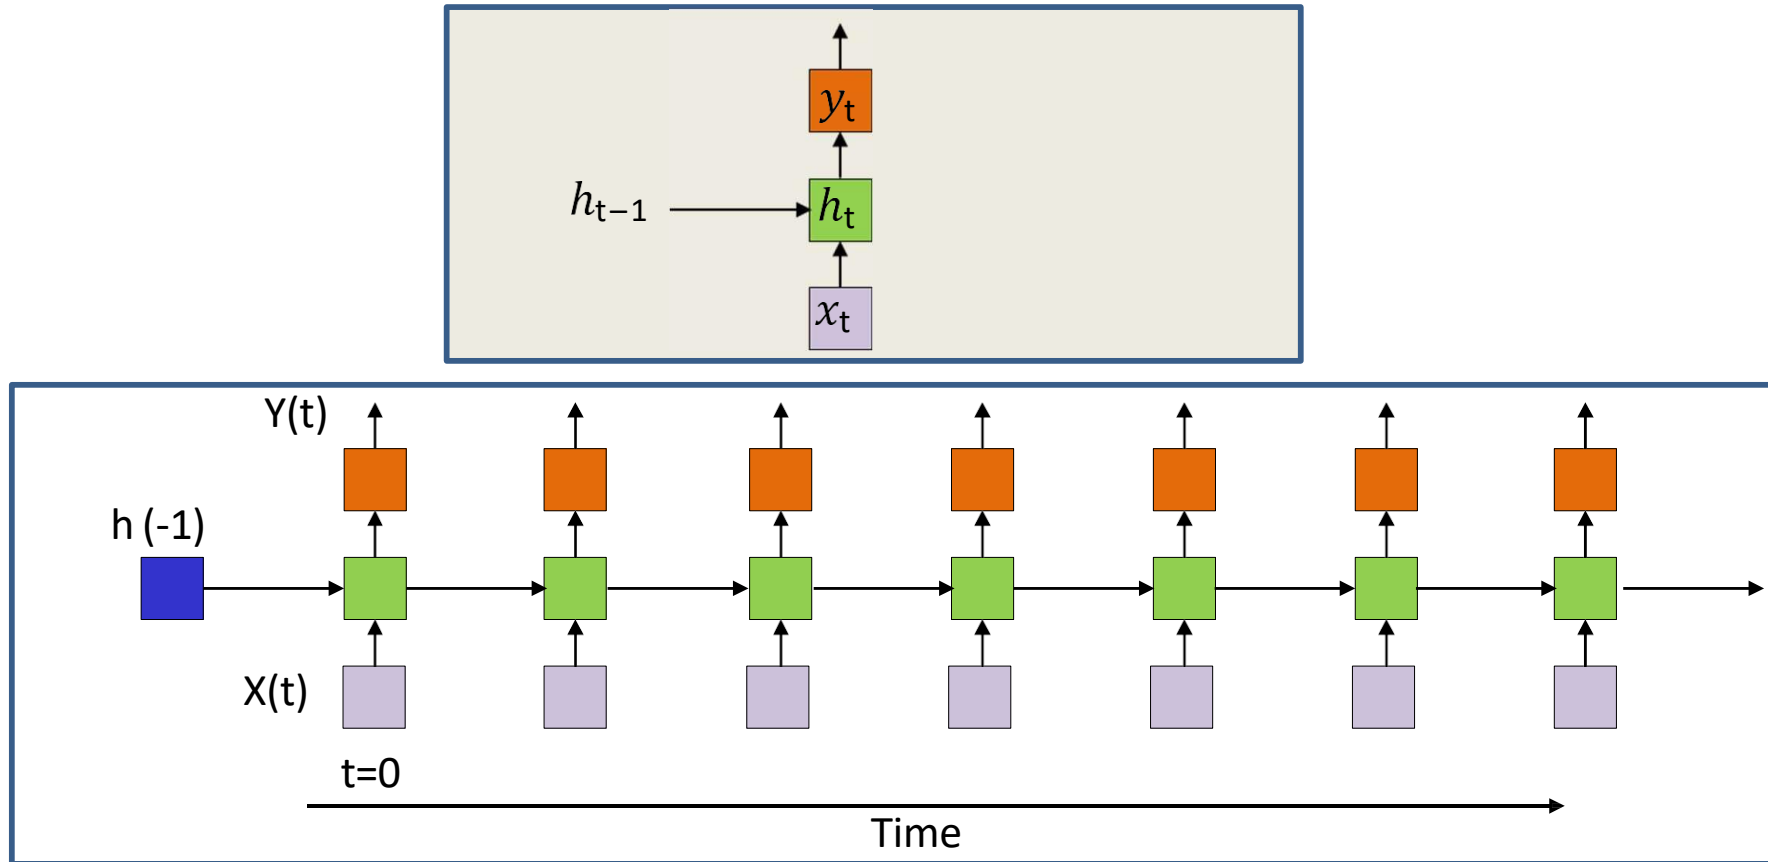 yₜ
hₜ₋₁
hₜ
xₜ
Y(t)
h (-1)
X(t)
t=0
Time